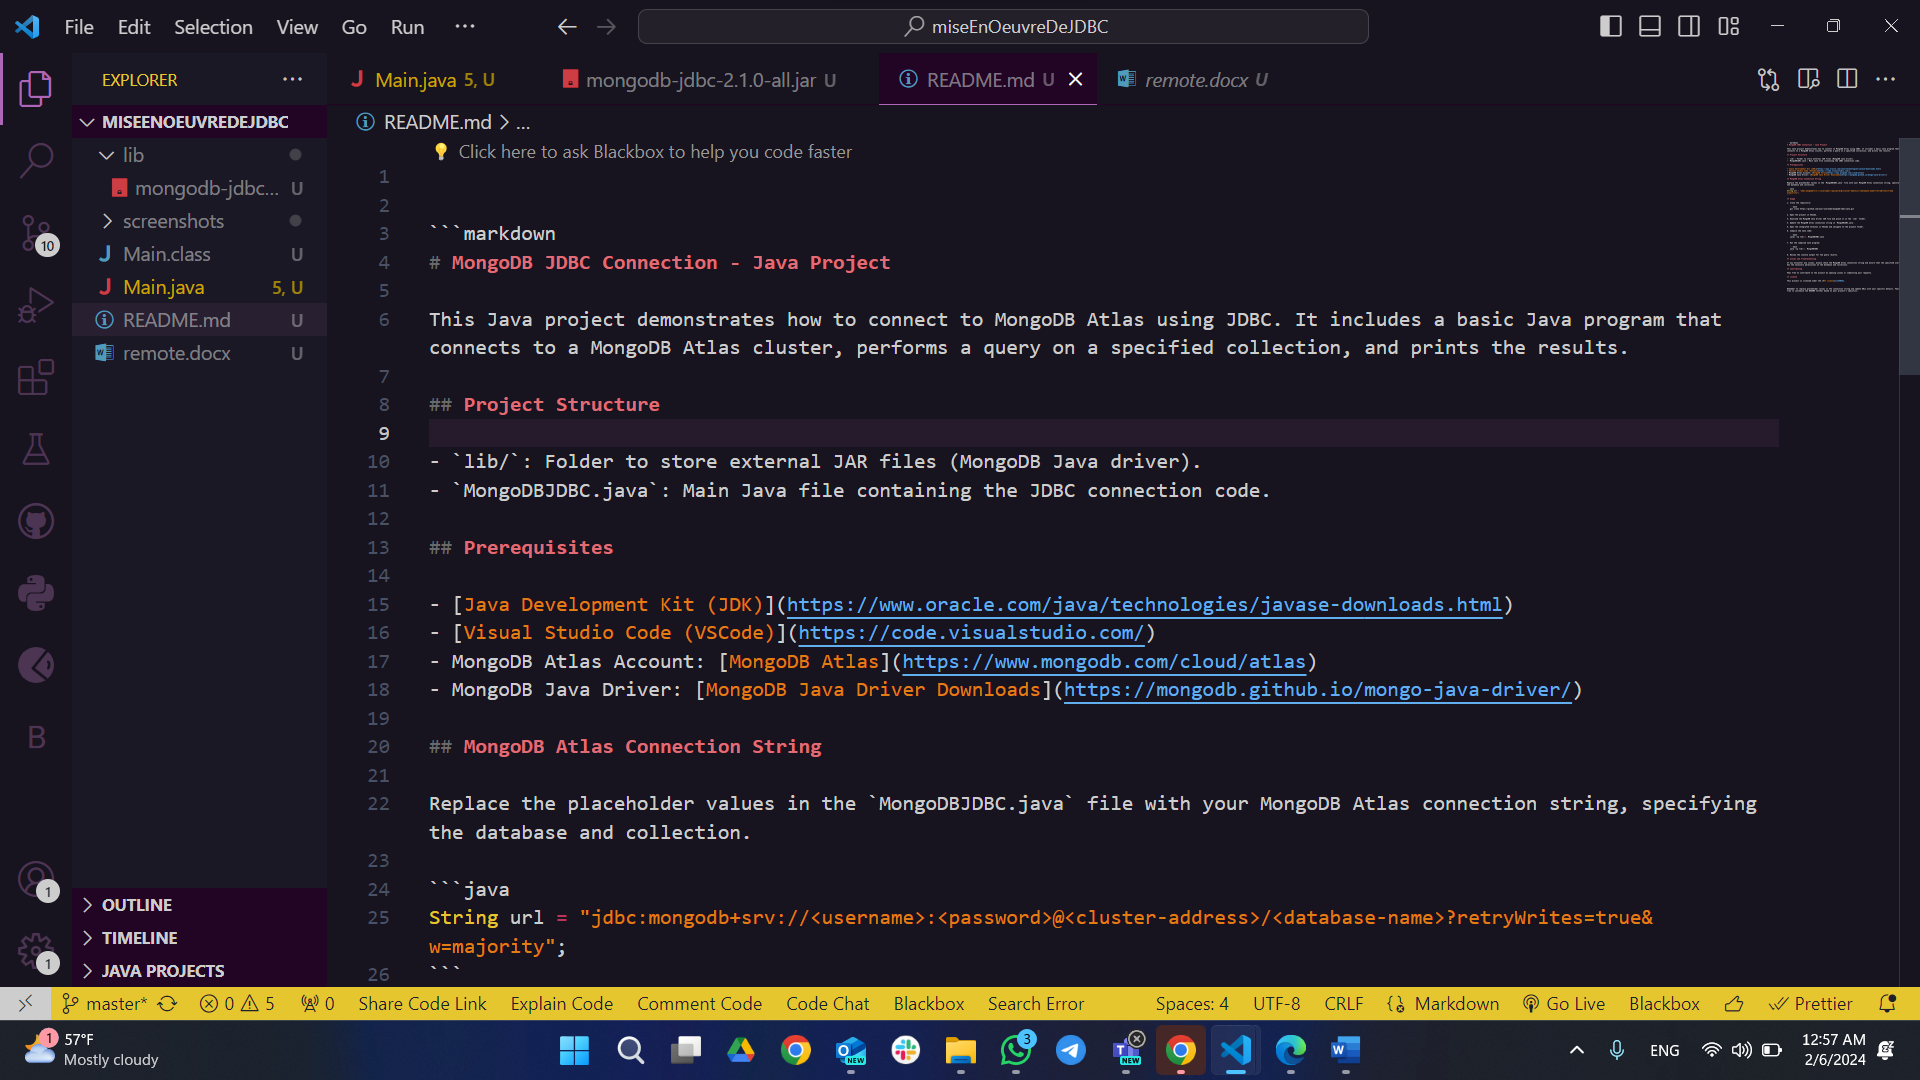 File Edit Selection View Go Run ... miseEnOeuvreDeJDBC
EXPLORER ...
Main.java 5, U mongodb-jdbc-2.1.0-all.jar U README.md U remote.docx U
MISEENOEUVREDEJDBC
lib
mongodb-jdbc... U
screenshots
Main.class U
Main.java 5, U
README.md U
remote.docx U
OUTLINE
TIMELINE
JAVA PROJECTS
10
B
1
1
README.md > ...
Click here to ask Blackbox to help you code faster
1
2
3 ```markdown
4 # MongoDB JDBC Connection - Java Project
5
6 This Java project demonstrates how to connect to MongoDB Atlas using JDBC. It includes a basic Java program that
connects to a MongoDB Atlas cluster, performs a query on a specified collection, and prints the results.
7
8 ## Project Structure
9
10 - `lib/`: Folder to store external JAR files (MongoDB Java driver).
11 - `MongoDBJDBC.java`: Main Java file containing the JDBC connection code.
12
13 ## Prerequisites
14
15 - [Java Development Kit (JDK)](https://www.oracle.com/java/technologies/javase-downloads.html)
16 - [Visual Studio Code (VSCode)](https://code.visualstudio.com/)
17 - MongoDB Atlas Account: [MongoDB Atlas](https://www.mongodb.com/cloud/atlas)
18 - MongoDB Java Driver: [MongoDB Java Driver Downloads](https://mongodb.github.io/mongo-java-driver/)
19
20 ## MongoDB Atlas Connection String
21
22 Replace the placeholder values in the `MongoDBJDBC.java` file with your MongoDB Atlas connection string, specifying
the database and collection.
23
24 ```java
25 String url = "jdbc:mongodb+srv://<username>:<password>@<cluster-address>/<database-name>?retryWrites=true&
w=majority";
26 ```
master* 0 5 0 Share Code Link Explain Code Comment Code Code Chat Blackbox Search Error Spaces: 4 UTF-8 CRLF Markdown Go Live Blackbox Prettier
1 57°F
Mostly cloudy
NEW 3 NEW
ENG
12:57 AM
2/6/2024